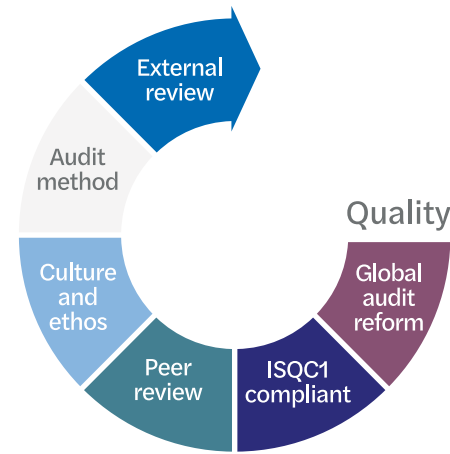 External
review
Audit
method
Quality
Culture
and
ethos
Global
audit
reform
Peer
review
ISQC1
compliant